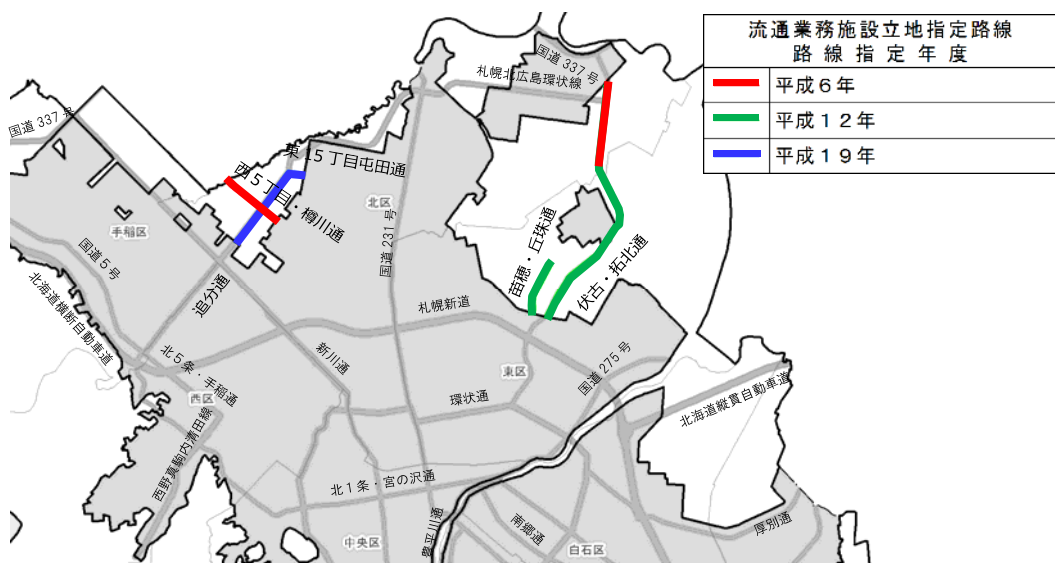 流通業務施設立地指定路線
路線指定年度
平成６年
平成１２年
平成１９年
国道337号
札幌北広島環状線
国道337号
東15丁目屯田通
西５丁目・樽川通
北区
手稲区
国道231号
苗穂・丘珠通
伏古・拓北通
国道5号
追分通
北海道横断自動車道
札幌新道
北５条・手稲通
新川通
東区
国道275号
西区
環状通
北海道縦貫自動車道
西野真駒内清田線
北１条・宮の沢通
豊平川通
南郷通
厚別通
中央区
白石区